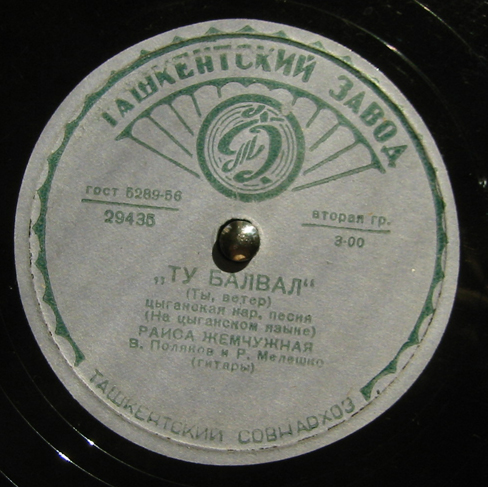 ТАШКЕНТСКИЙ ЗАВОД
ГОСТ 5289-56
29435
вторая гр.
3-00
„ТУ БАЛВАЛ“
(Ты, ветер)
цыганская нар. песня
(На цыганском языке)
РАИСА ЖЕМЧУЖНАЯ
В. Поляков и Р. Мелешко
(гитары)
ТАШКЕНТСКИЙ СОВНАРХОЗ